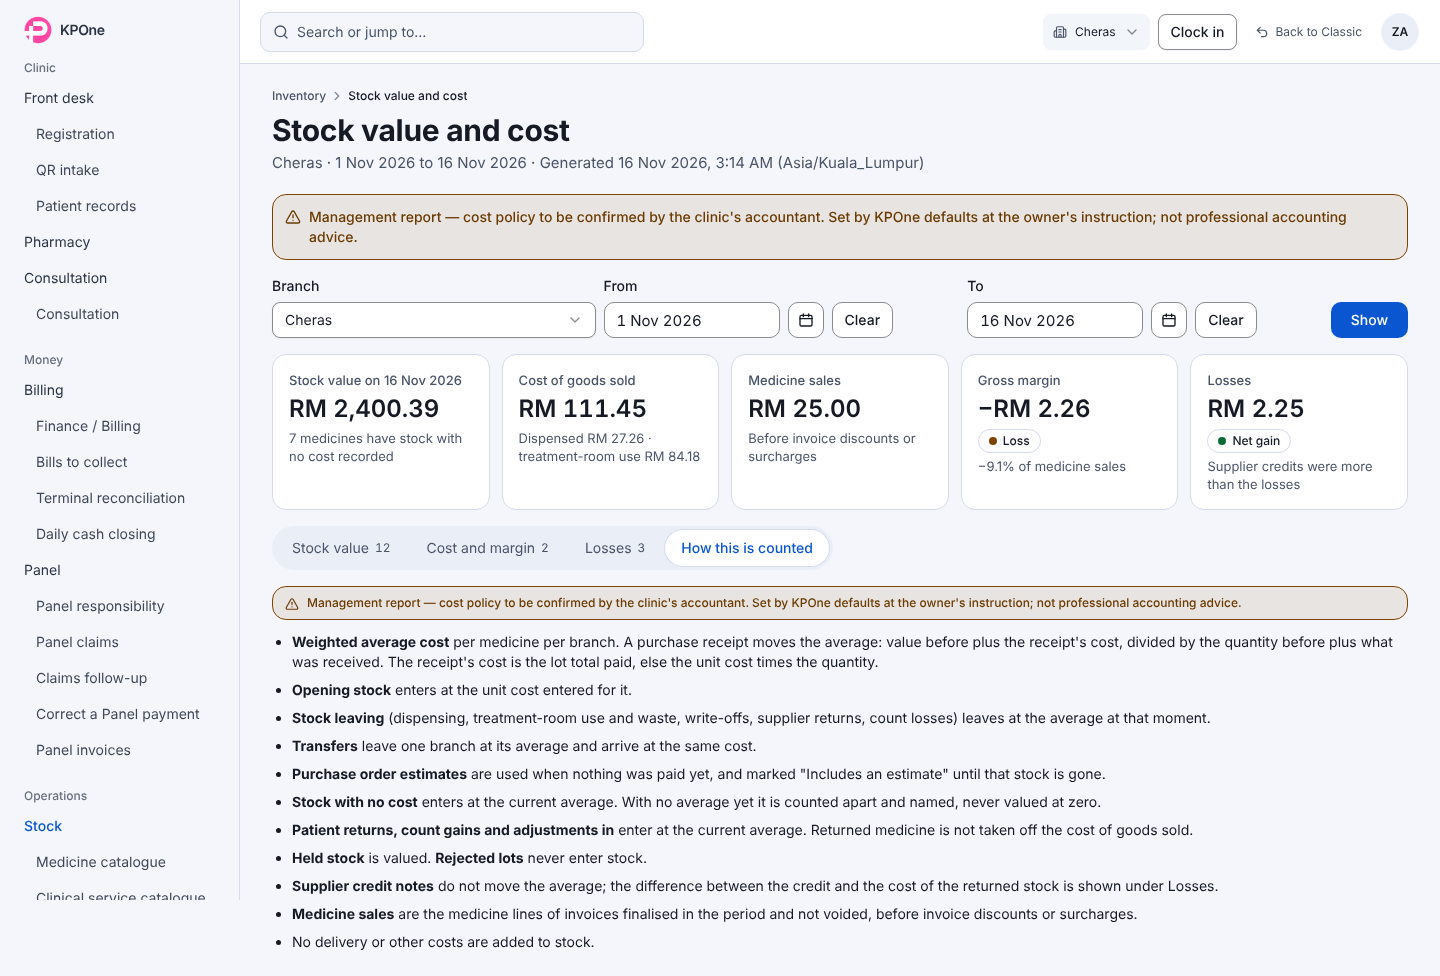 KPOne
Search or jump to...
Cheras
Clock in
Back to Classic
ZA
Clinic
Front desk
Registration
QR intake
Patient records
Pharmacy
Consultation
Consultation
Money
Billing
Finance / Billing
Bills to collect
Terminal reconciliation
Daily cash closing
Panel
Panel responsibility
Panel claims
Claims follow-up
Correct a Panel payment
Panel invoices
Operations
Stock
Medicine catalogue
Clinical service catalogue
Inventory > Stock value and cost
Stock value and cost
Cheras · 1 Nov 2026 to 16 Nov 2026 · Generated 16 Nov 2026, 3:14 AM (Asia/Kuala_Lumpur)
Management report — cost policy to be confirmed by the clinic's accountant. Set by KPOne defaults at the owner's instruction; not professional accounting
advice.
Branch
Cheras
From
1 Nov 2026
Clear
To
16 Nov 2026
Clear
Show
Stock value on 16 Nov 2026
RM 2,400.39
7 medicines have stock with
no cost recorded
Cost of goods sold
RM 111.45
Dispensed RM 27.26 ·
treatment-room use RM 84.18
Medicine sales
RM 25.00
Before invoice discounts or
surcharges
Gross margin
−RM 2.26
Loss
−9.1% of medicine sales
Losses
RM 2.25
Net gain
Supplier credits were more
than the losses
Stock value 12
Cost and margin 2
Losses 3
How this is counted
Management report — cost policy to be confirmed by the clinic's accountant. Set by KPOne defaults at the owner's instruction; not professional accounting advice.
• Weighted average cost per medicine per branch. A purchase receipt moves the average: value before plus the receipt's cost, divided by the quantity before plus what
was received. The receipt's cost is the lot total paid, else the unit cost times the quantity.
• Opening stock enters at the unit cost entered for it.
• Stock leaving (dispensing, treatment-room use and waste, write-offs, supplier returns, count losses) leaves at the average at that moment.
• Transfers leave one branch at its average and arrive at the same cost.
• Purchase order estimates are used when nothing was paid yet, and marked "Includes an estimate" until that stock is gone.
• Stock with no cost enters at the current average. With no average yet it is counted apart and named, never valued at zero.
• Patient returns, count gains and adjustments in enter at the current average. Returned medicine is not taken off the cost of goods sold.
• Held stock is valued. Rejected lots never enter stock.
• Supplier credit notes do not move the average; the difference between the credit and the cost of the returned stock is shown under Losses.
• Medicine sales are the medicine lines of invoices finalised in the period and not voided, before invoice discounts or surcharges.
• No delivery or other costs are added to stock.